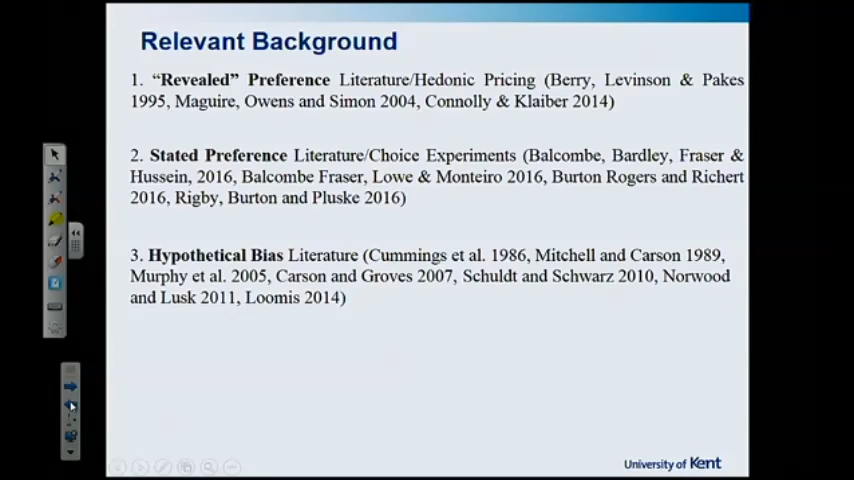 Relevant Background
1. “Revealed” Preference Literature/Hedonic Pricing (Berry, Levinson & Pakes
1995, Maguire, Owens and Simon 2004, Connolly & Klaiber 2014)
2. Stated Preference Literature/Choice Experiments (Balcombe, Bardley, Fraser &
Hussein, 2016, Balcombe Fraser, Lowe & Monteiro 2016, Burton Rogers and Richert
2016, Rigby, Burton and Pluske 2016)
3. Hypothetical Bias Literature (Cummings et al. 1986, Mitchell and Carson 1989,
Murphy et al. 2005, Carson and Groves 2007, Schuldt and Schwarz 2010, Norwood
and Lusk 2011, Loomis 2014)
University of Kent